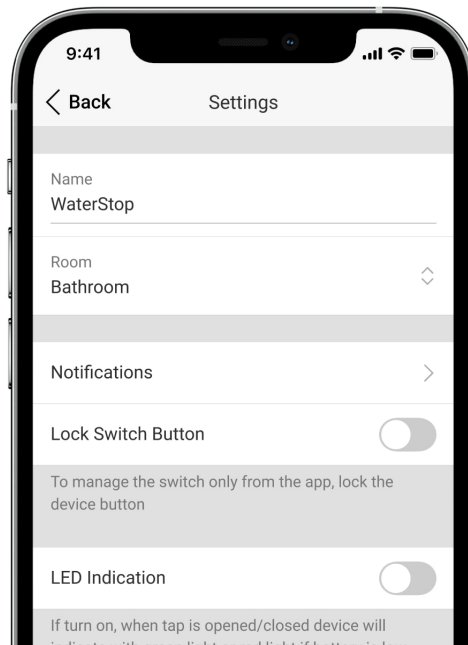 9:41
Back
Settings
Name
WaterStop
Room
Bathroom
Notifications
Lock Switch Button
To manage the switch only from the app, lock the
device button
LED Indication
If turn on, when tap is opened/closed device will